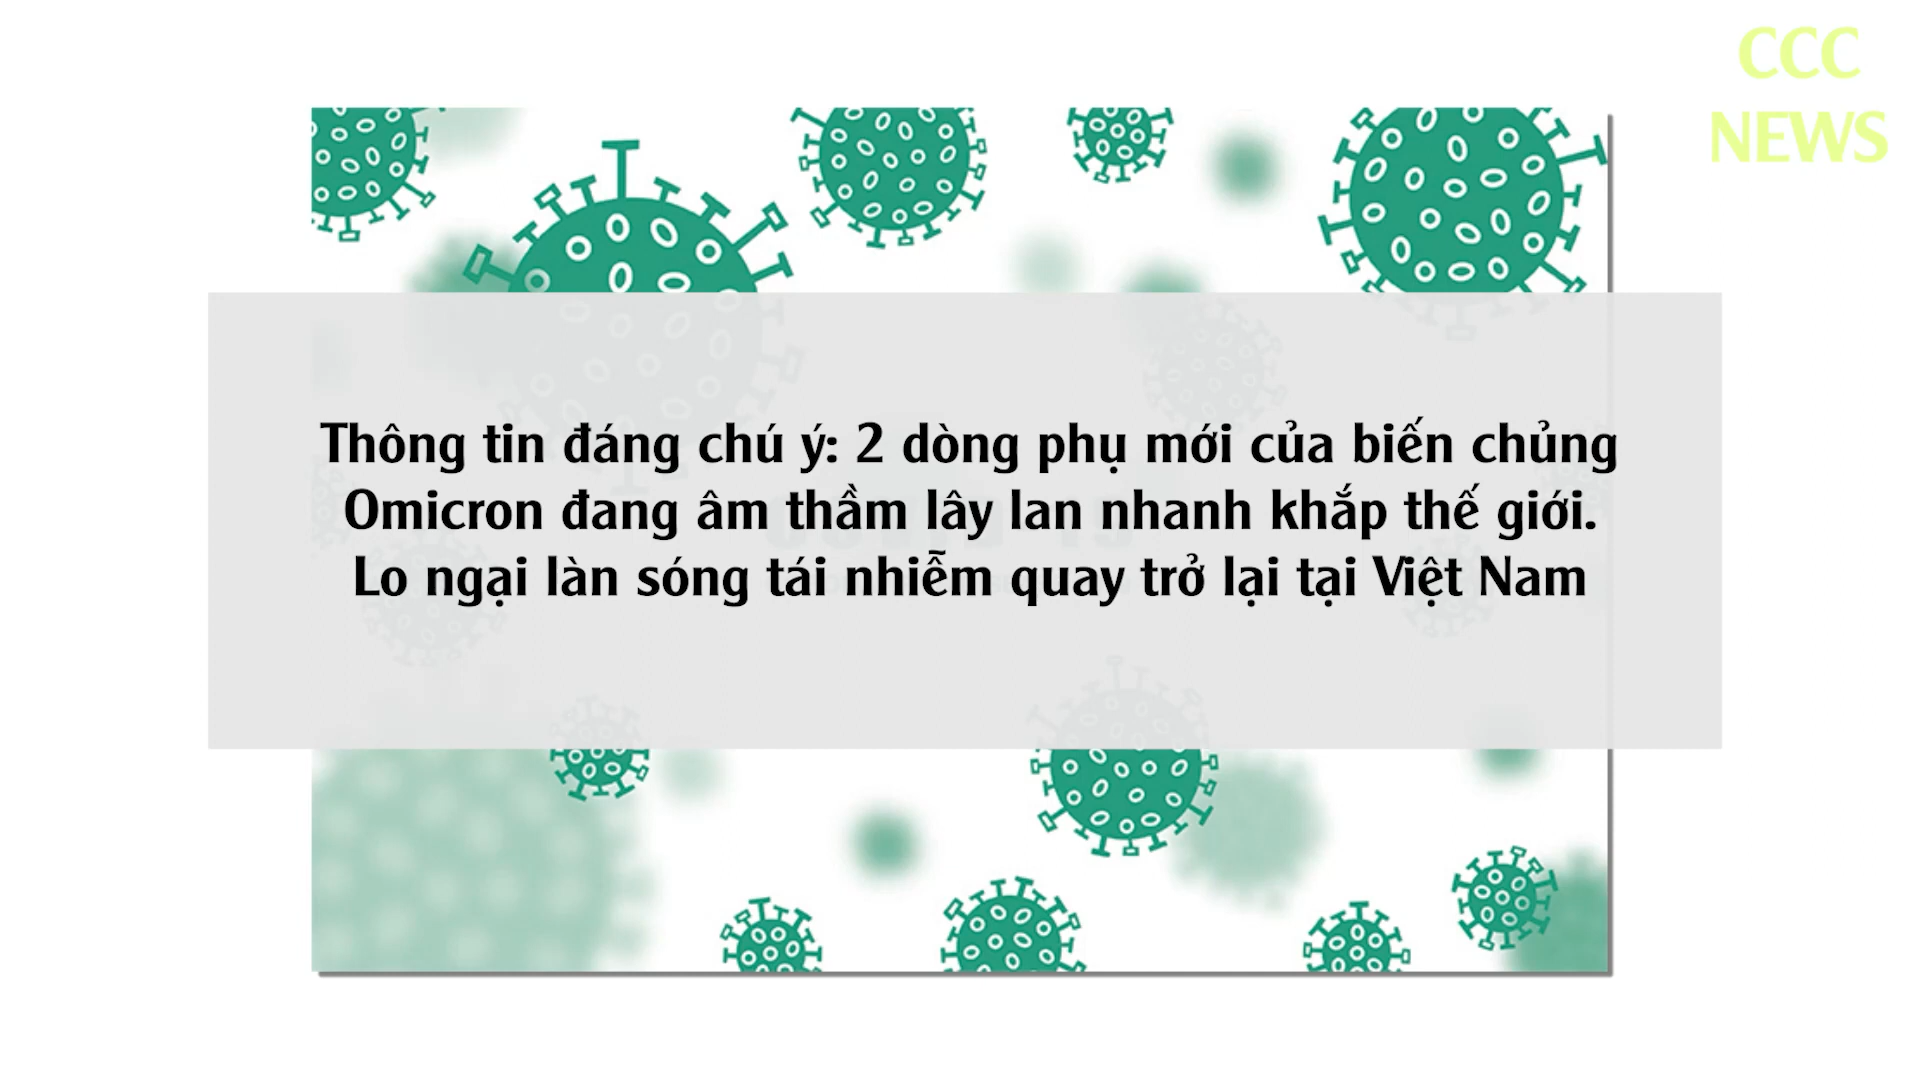 CCC
NEWS
Thông tin đáng chú ý: 2 dòng phụ mới của biến chủng
Omicron đang âm thầm lây lan nhanh khắp thế giới.
Lo ngại làn sóng tái nhiễm quay trở lại tại Việt Nam